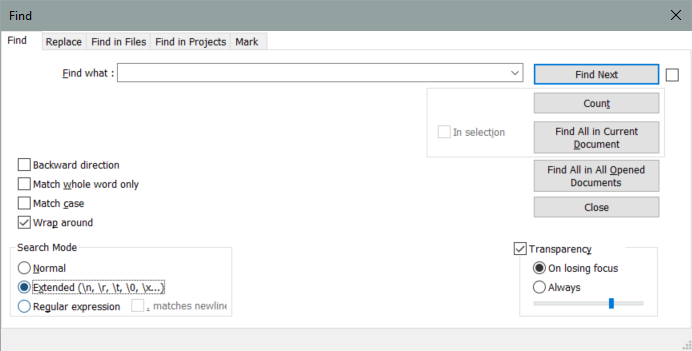 Find
Find Replace Find in Files Find in Projects Mark
Find what :
Find Next
Count
In selection
Find All in Current
Document
Find All in All Opened
Documents
Close
Backward direction
Match whole word only
Match case
Wrap around
Search Mode
Normal
Extended (\n, \r, \t, \0, \x...)
Regular expression
. matches newline
Transparency
On losing focus
Always